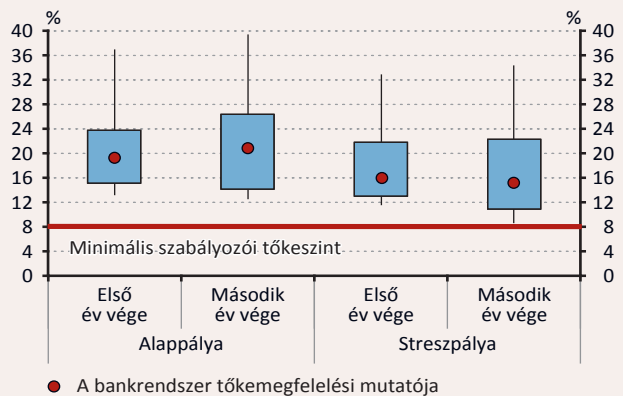 % %
40 40
36 36
32 32
28 28
24 24
20 20
16 16
12 12
8 8
Minimális szabályozói tőkeszint
4 4
0 0
Első Második Első Második
év vége év vége év vége év vége
Alappálya Streszpálya
A bankrendszer tőkemegfelelési mutatója